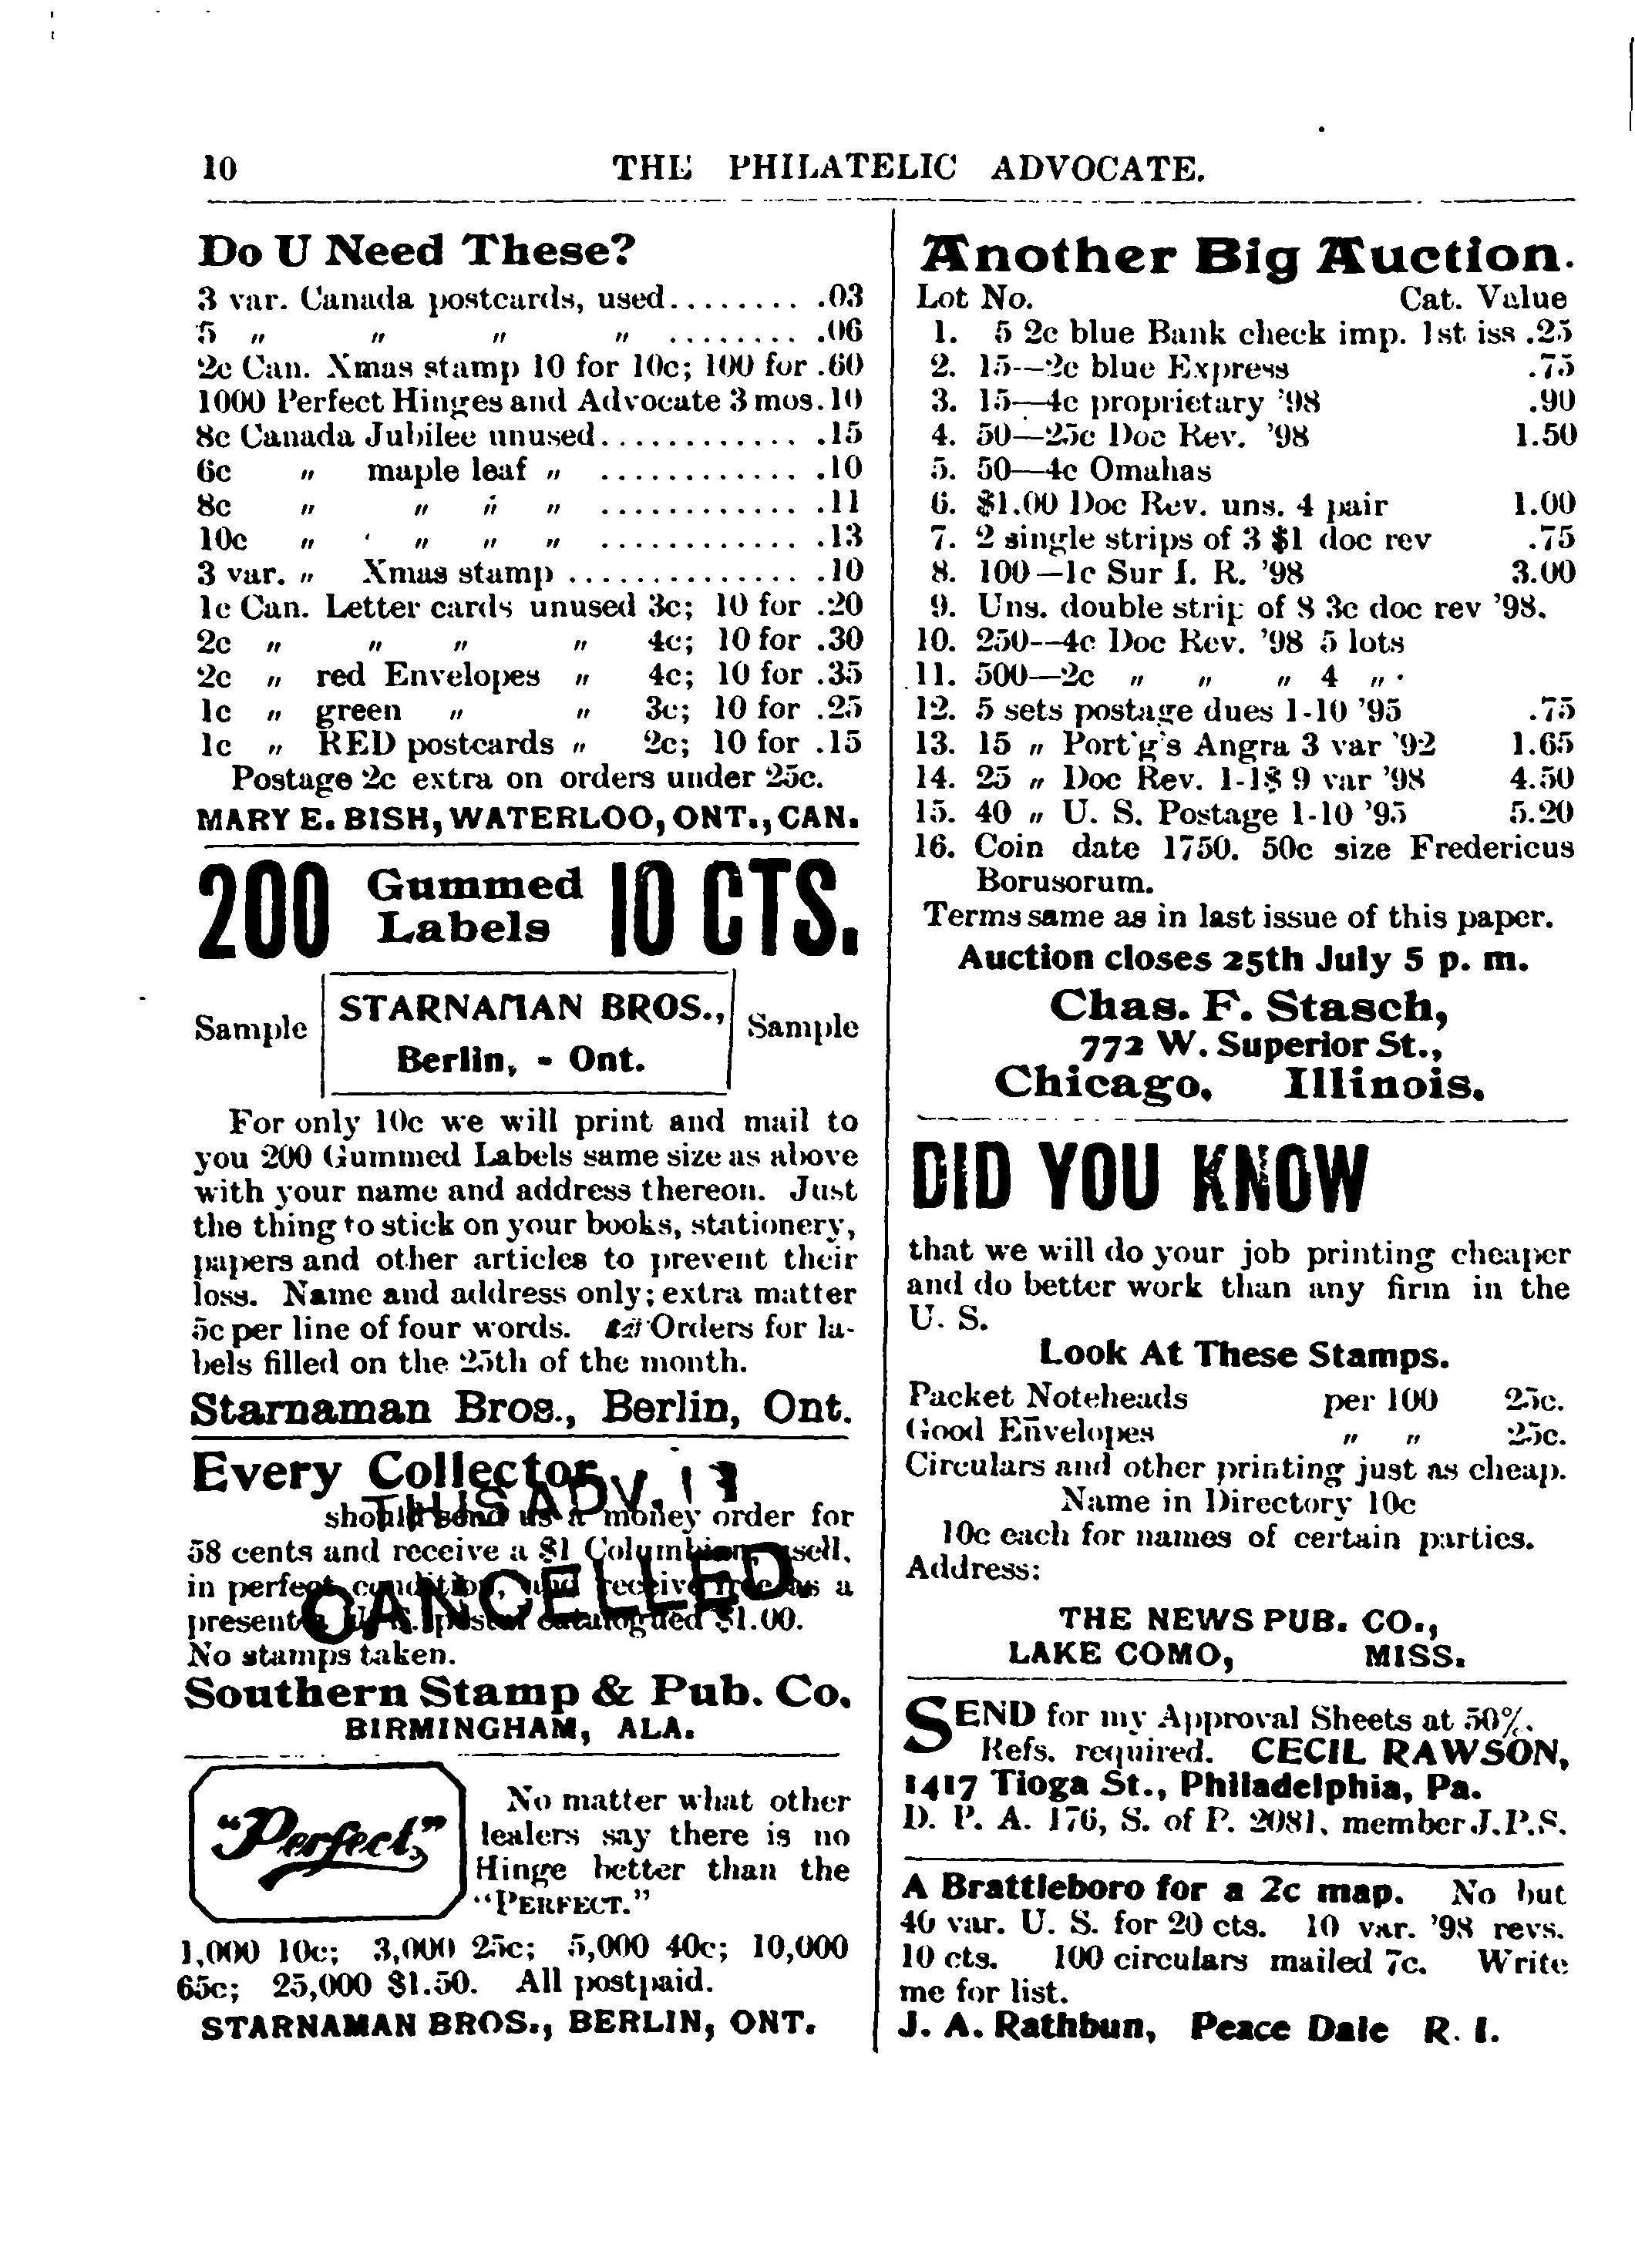 10 THE PHILATELIC ADVOCATE.
Do U Need These?
3 var. Canada postcards, used........ .03
5 " " " " ......... .06
2c Can. Xmas stamp 10 for 10c; 100 for .60
1000 Perfect Hinges and Advocate 3 mos. 10
8c Canada Jubilee unused............. .15
6c " maple leaf " ............. .10
8c " " " " ............. .11
10c " " " " ............. .13
3 var. " Xmas stamp ............... .10
1c Can. Letter cards unused 3c; 10 for .20
2c " " " " 4c; 10 for .30
2c " red Envelopes " 4c; 10 for .35
1c " green " " 3c; 10 for .25
1c " RED postcards " 2c; 10 for .15
Postage 2c extra on orders under 25c.
MARY E. BISH, WATERLOO, ONT., CAN.
200 Gummed Labels 10 CTS.
Sample STARNAMAN BROS., Sample
Berlin, - Ont.
For only 10c we will print and mail to
you 200 Gummed Labels same size as above
with your name and address thereon. Just
the thing to stick on your books, stationery,
papers and other articles to prevent their
loss. Name and address only; extra matter
5c per line of four words. Orders for la-
bels filled on the 25th of the month.
Starnaman Bros., Berlin, Ont.
Every Collector
should send us a money order for
58 cents and receive a $1 Columbian, used,
in perfect condition, and receive free as a
present a U. S. postal catalogued $1.00.
No stamps taken.
THIS ADV. I3
CANCELLED.
Southern Stamp & Pub. Co.
BIRMINGHAM, ALA.
"Perfect," No matter what other
lealers say there is no
Hinge better than the
"PERFECT."
1,000 10c; 3,000 25c; 5,000 40c; 10,000
65c; 25,000 $1.50. All postpaid.
STARNAMAN BROS., BERLIN, ONT.
Another Big Auction.
Lot No. Cat. Value
1. 5 2c blue Bank check imp. 1st iss .25
2. 15--2c blue Express .75
3. 15—4c proprietary '98 .90
4. 50—25c Doc Rev. '98 1.50
5. 50—4c Omahas
6. $1.00 Doc Rev. uns. 4 pair 1.00
7. 2 single strips of 3 $1 doc rev .75
8. 100—1c Sur I. R. '98 3.00
9. Uns. double strip of 8 3c doc rev '98.
10. 250--4c Doc Rev. '98 5 lots
11. 500—2c " " " 4 " .
12. 5 sets postage dues 1-10 '95 .75
13. 15 " Port'g's Angra 3 var '92 1.65
14. 25 " Doc Rev. 1-1$ 9 var '98 4.50
15. 40 " U. S. Postage 1-10 '95 5.20
16. Coin date 1750. 50c size Fredericus
Borusorum.
Terms same as in last issue of this paper.
Auction closes 25th July 5 p. m.
Chas. F. Stasch,
772 W. Superior St.,
Chicago, Illinois.
DID YOU KNOW
that we will do your job printing cheaper
and do better work than any firm in the
U. S.
Look At These Stamps.
Packet Noteheads per 100 25c.
Good Envelopes " " 25c.
Circulars and other printing just as cheap.
Name in Directory 10c
10c each for names of certain parties.
Address:
THE NEWS PUB. CO.,
LAKE COMO, MISS.
SEND for my Approval Sheets at 50%.
Refs. required. CECIL RAWSON,
1417 Tioga St., Philadelphia, Pa.
D. P. A. 176, S. of P. 2081, member J.P.S.
A Brattleboro for a 2c map. No but
40 var. U. S. for 20 cts. 10 var. '98 revs.
10 cts. 100 circulars mailed 7c. Write
me for list.
J. A. Rathbun, Peace Dale R. I.